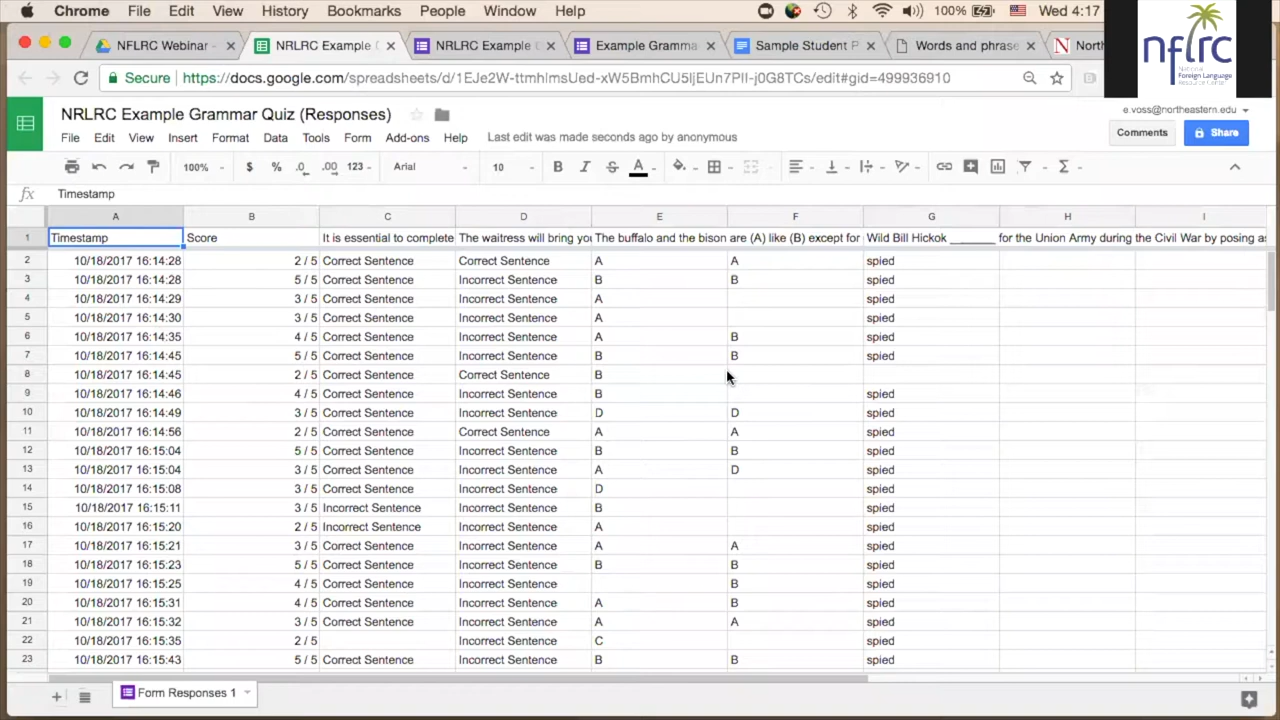 Chrome File Edit View History Bookmarks People Window Help 100% Wed 4:17
NFLRC Webinar - NRLRC Example NRLRC Example Example Gramma Sample Student P Words and phrase North
Secure https://docs.google.com/spreadsheets/d/1EJe2W-ttmhlmsUed-xW5BmhCU5ljEUn7PlI-j0G8TCs/edit#gid=499936910
nflrc
National
Foreign Language
Resource Center
NRLRC Example Grammar Quiz (Responses)
e.voss@northeastern.edu
File Edit View Insert Format Data Tools Form Add-ons Help Last edit was made seconds ago by anonymous
Comments Share
100% $ % .0 .00 123 Arial 10 B I S A Σ
fx Timestamp
A B C D E F G H I
1 Timestamp Score It is essential to complete The waitress will bring you The buffalo and the bison are (A) like (B) except for Wild Bill Hickok ________ for the Union Army during the Civil War by posing as
2 10/18/2017 16:14:28 2 / 5 Correct Sentence Correct Sentence A A spied
3 10/18/2017 16:14:28 5 / 5 Correct Sentence Incorrect Sentence B B spied
4 10/18/2017 16:14:29 3 / 5 Correct Sentence Incorrect Sentence A spied
5 10/18/2017 16:14:30 3 / 5 Correct Sentence Incorrect Sentence A spied
6 10/18/2017 16:14:35 4 / 5 Correct Sentence Incorrect Sentence A B spied
7 10/18/2017 16:14:45 5 / 5 Correct Sentence Incorrect Sentence B B spied
8 10/18/2017 16:14:45 2 / 5 Correct Sentence Correct Sentence B
9 10/18/2017 16:14:46 4 / 5 Correct Sentence Incorrect Sentence B spied
10 10/18/2017 16:14:49 3 / 5 Correct Sentence Incorrect Sentence D D spied
11 10/18/2017 16:14:56 2 / 5 Correct Sentence Correct Sentence A A spied
12 10/18/2017 16:15:04 5 / 5 Correct Sentence Incorrect Sentence B B spied
13 10/18/2017 16:15:04 3 / 5 Correct Sentence Incorrect Sentence A D spied
14 10/18/2017 16:15:08 3 / 5 Correct Sentence Incorrect Sentence D spied
15 10/18/2017 16:15:11 3 / 5 Incorrect Sentence Incorrect Sentence B spied
16 10/18/2017 16:15:20 2 / 5 Incorrect Sentence Incorrect Sentence A spied
17 10/18/2017 16:15:21 3 / 5 Correct Sentence Incorrect Sentence A A spied
18 10/18/2017 16:15:23 5 / 5 Correct Sentence Incorrect Sentence B B spied
19 10/18/2017 16:15:25 4 / 5 Correct Sentence Incorrect Sentence B spied
20 10/18/2017 16:15:31 4 / 5 Correct Sentence Incorrect Sentence A B spied
21 10/18/2017 16:15:32 3 / 5 Correct Sentence Incorrect Sentence A A spied
22 10/18/2017 16:15:35 2 / 5 Incorrect Sentence C spied
23 10/18/2017 16:15:43 5 / 5 Correct Sentence Incorrect Sentence B B spied
Form Responses 1